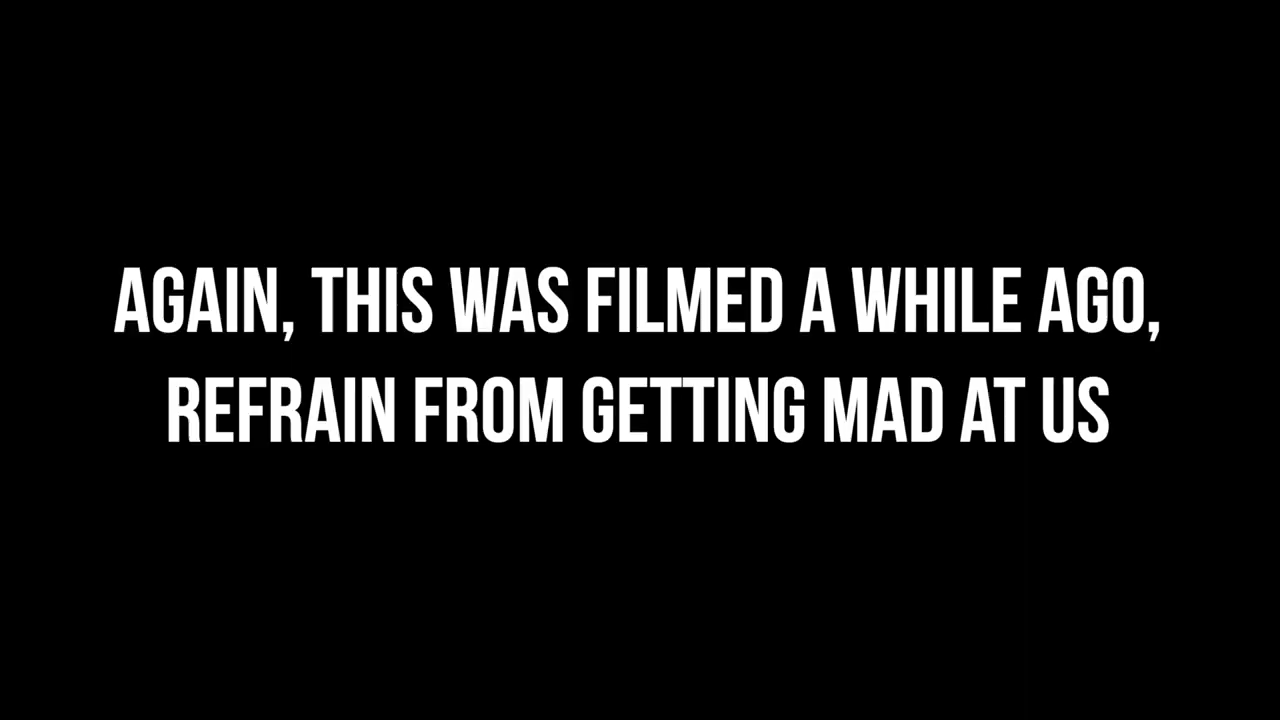 AGAIN, THIS WAS FILMED A WHILE AGO,
REFRAIN FROM GETTING MAD AT US